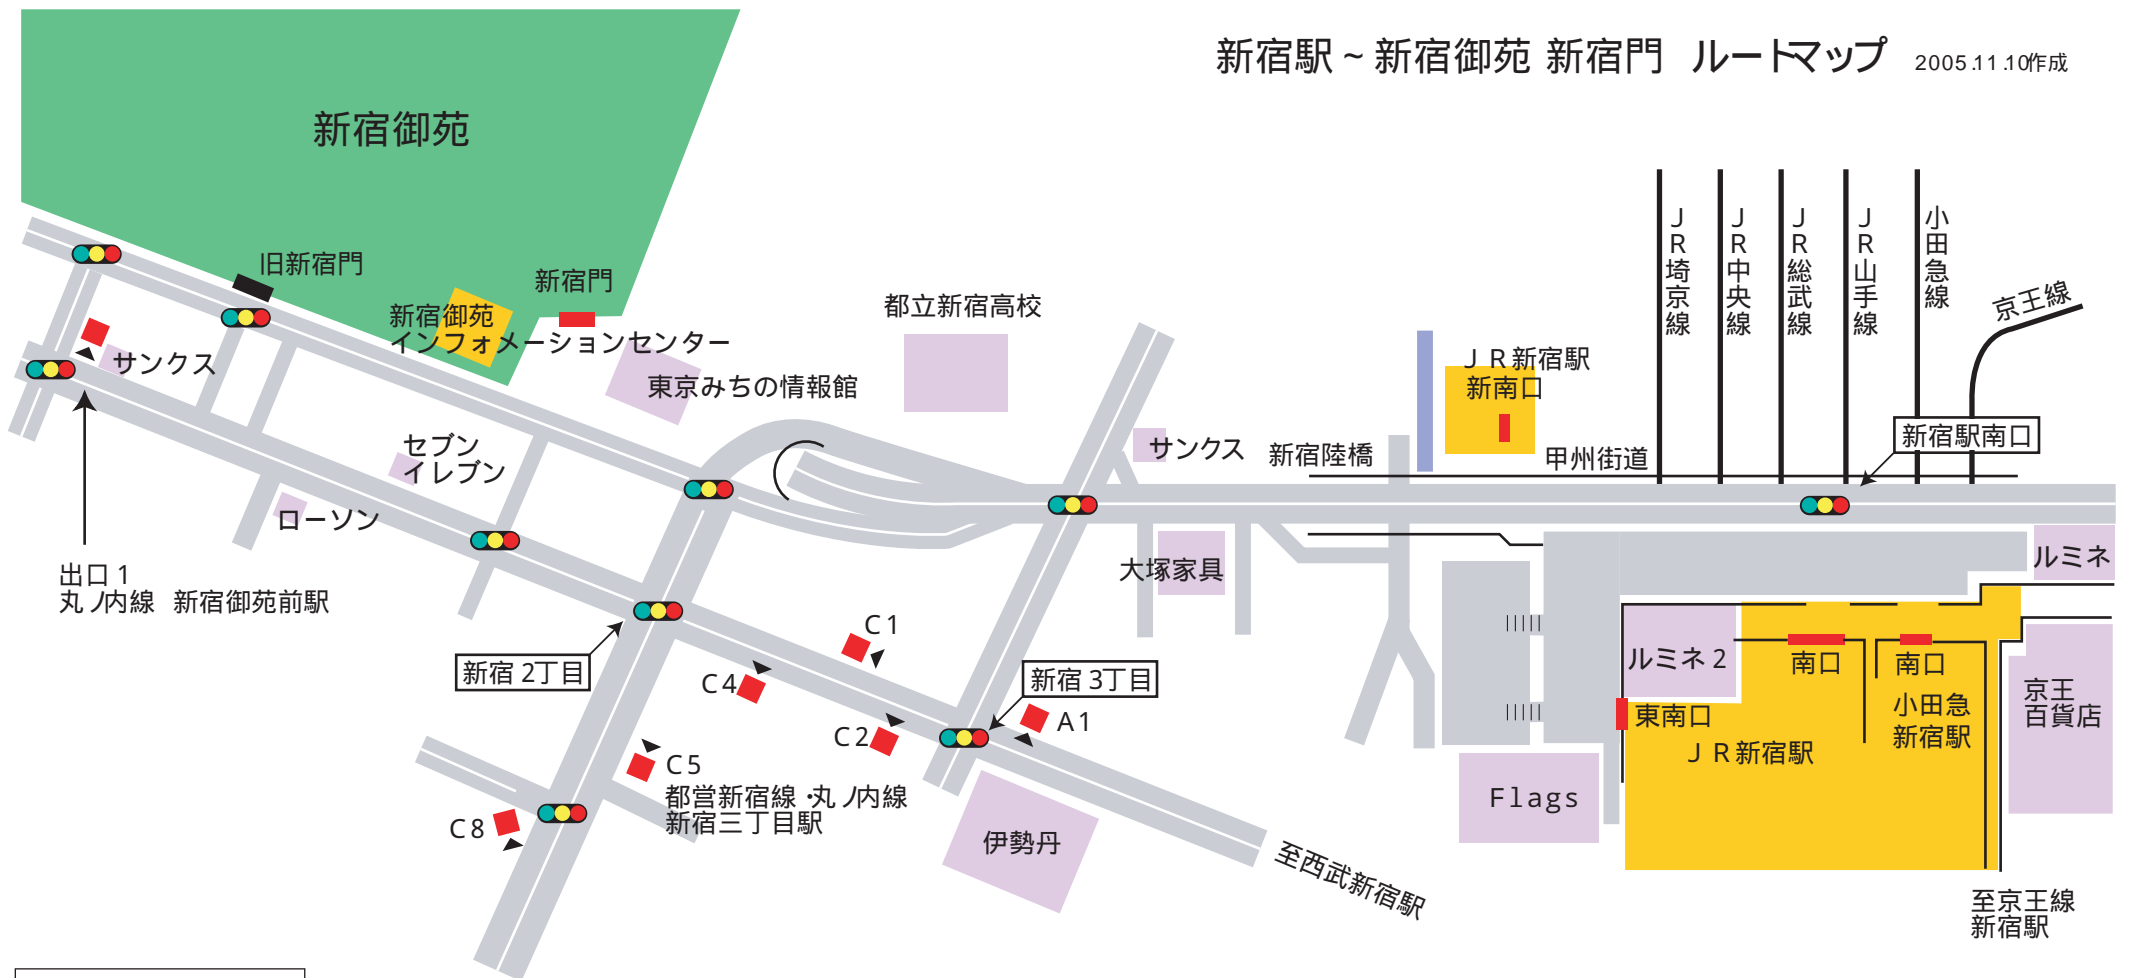 新宿駅~新宿御苑 新宿門 ルートマップ 2005.11.10作成
新宿御苑
旧新宿門
新宿門
新宿御苑
インフォメーションセンター
東京みちの情報館
都立新宿高校
サンクス
セブン
イレブン
ローソン
出口1
丸ノ内線 新宿御苑前駅
新宿2丁目
C1
C4
C2
C5
都営新宿線・丸ノ内線
新宿三丁目駅
C8
新宿3丁目
A1
伊勢丹
至西武新宿駅
サンクス
新宿陸橋
大塚家具
JR新宿駅
新南口
甲州街道
JR埼京線
JR中央線
JR総武線
JR山手線
小田急線
京王線
新宿駅南口
ルミネ
ルミネ2
南口
南口
東南口
小田急
新宿駅
JR新宿駅
京王
百貨店
Flags
至京王線
新宿駅